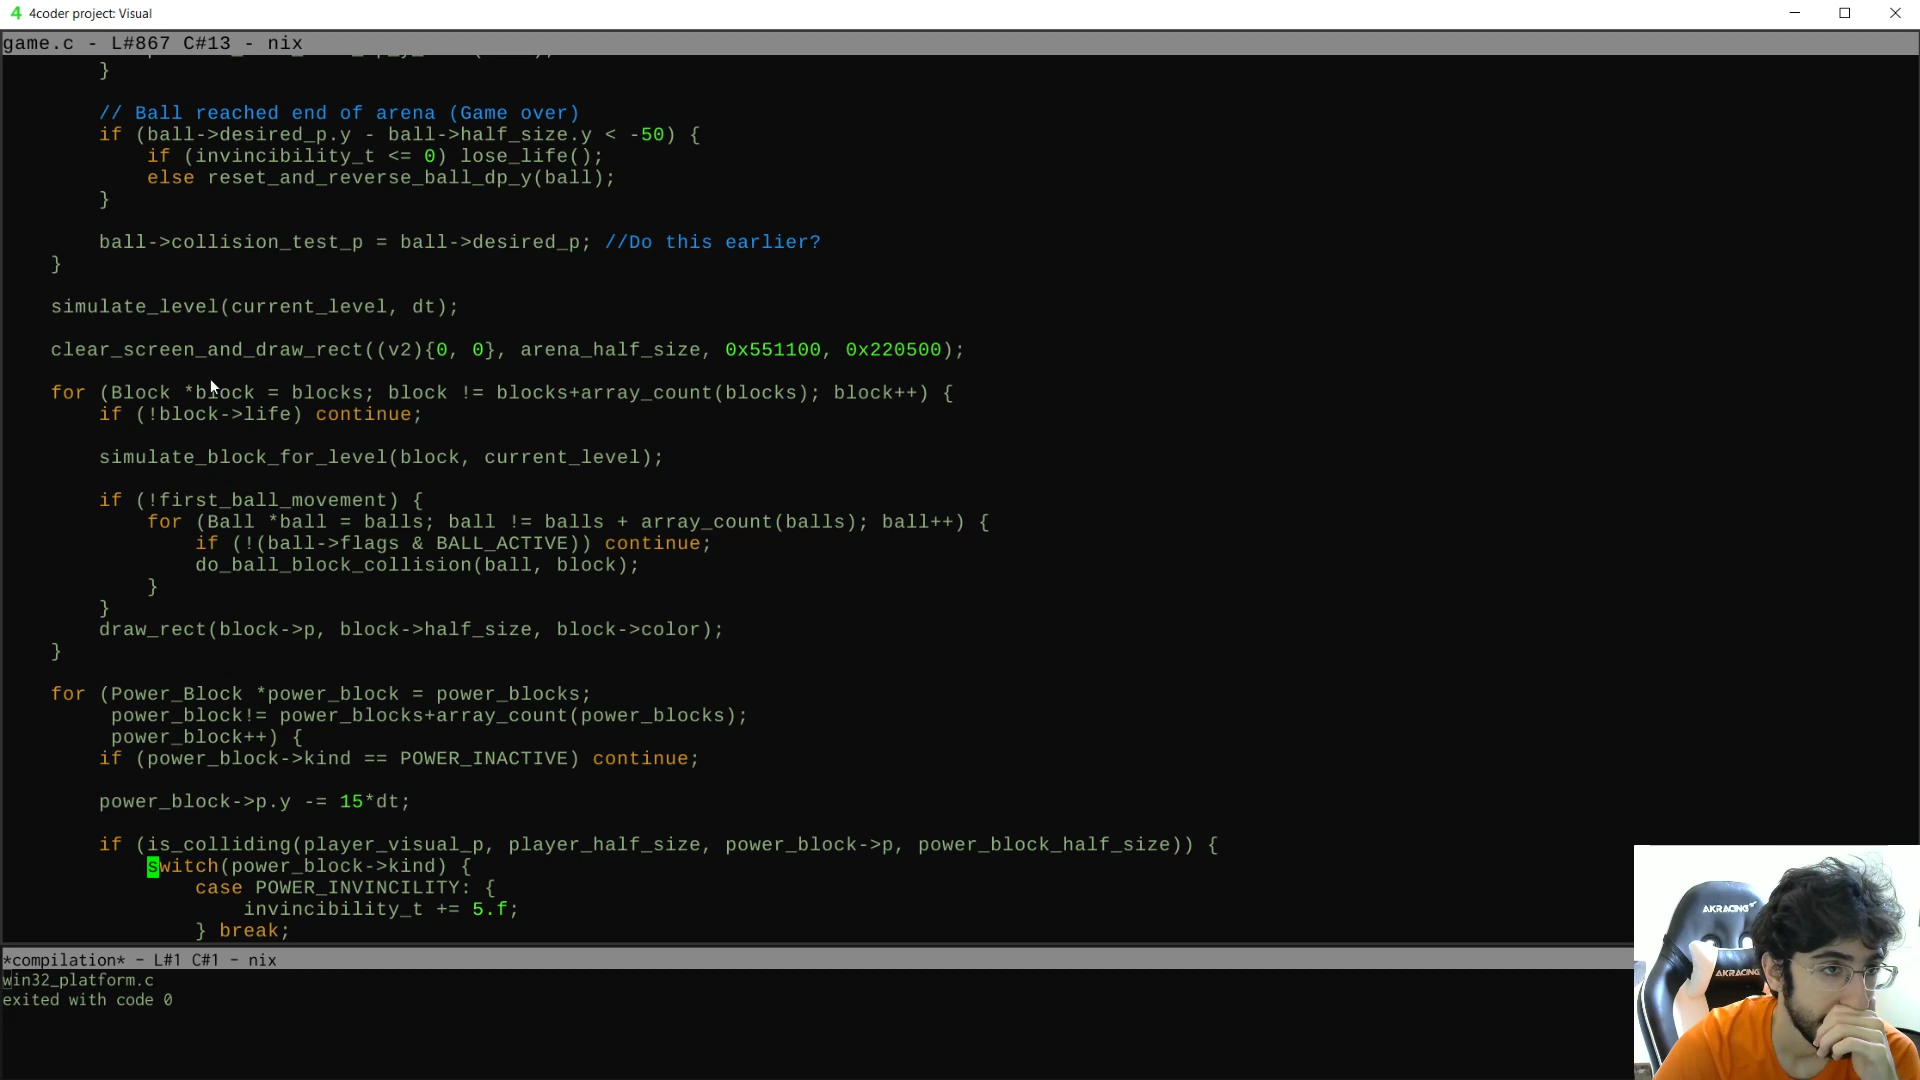 4 4coder project: Visual
game.c - L#867 C#13 - nix
}
// Ball reached end of arena (Game over)
if (ball->desired_p.y - ball->half_size.y < -50) {
if (invincibility_t <= 0) lose_life();
else reset_and_reverse_ball_dp_y(ball);
}
ball->collision_test_p = ball->desired_p; //Do this earlier?
}
simulate_level(current_level, dt);
clear_screen_and_draw_rect((v2){0, 0}, arena_half_size, 0x551100, 0x220500);
for (Block *block = blocks; block != blocks+array_count(blocks); block++) {
if (!block->life) continue;
simulate_block_for_level(block, current_level);
if (!first_ball_movement) {
for (Ball *ball = balls; ball != balls + array_count(balls); ball++) {
if (!(ball->flags & BALL_ACTIVE)) continue;
do_ball_block_collision(ball, block);
}
}
draw_rect(block->p, block->half_size, block->color);
}
for (Power_Block *power_block = power_blocks;
power_block!= power_blocks+array_count(power_blocks);
power_block++) {
if (power_block->kind == POWER_INACTIVE) continue;
power_block->p.y -= 15*dt;
if (is_colliding(player_visual_p, player_half_size, power_block->p, power_block_half_size)) {
switch(power_block->kind) {
case POWER_INVINCILITY: {
invincibility_t += 5.f;
} break;
*compilation* - L#1 C#1 - nix
win32_platform.c
exited with code 0
AKRACING
AKRACING